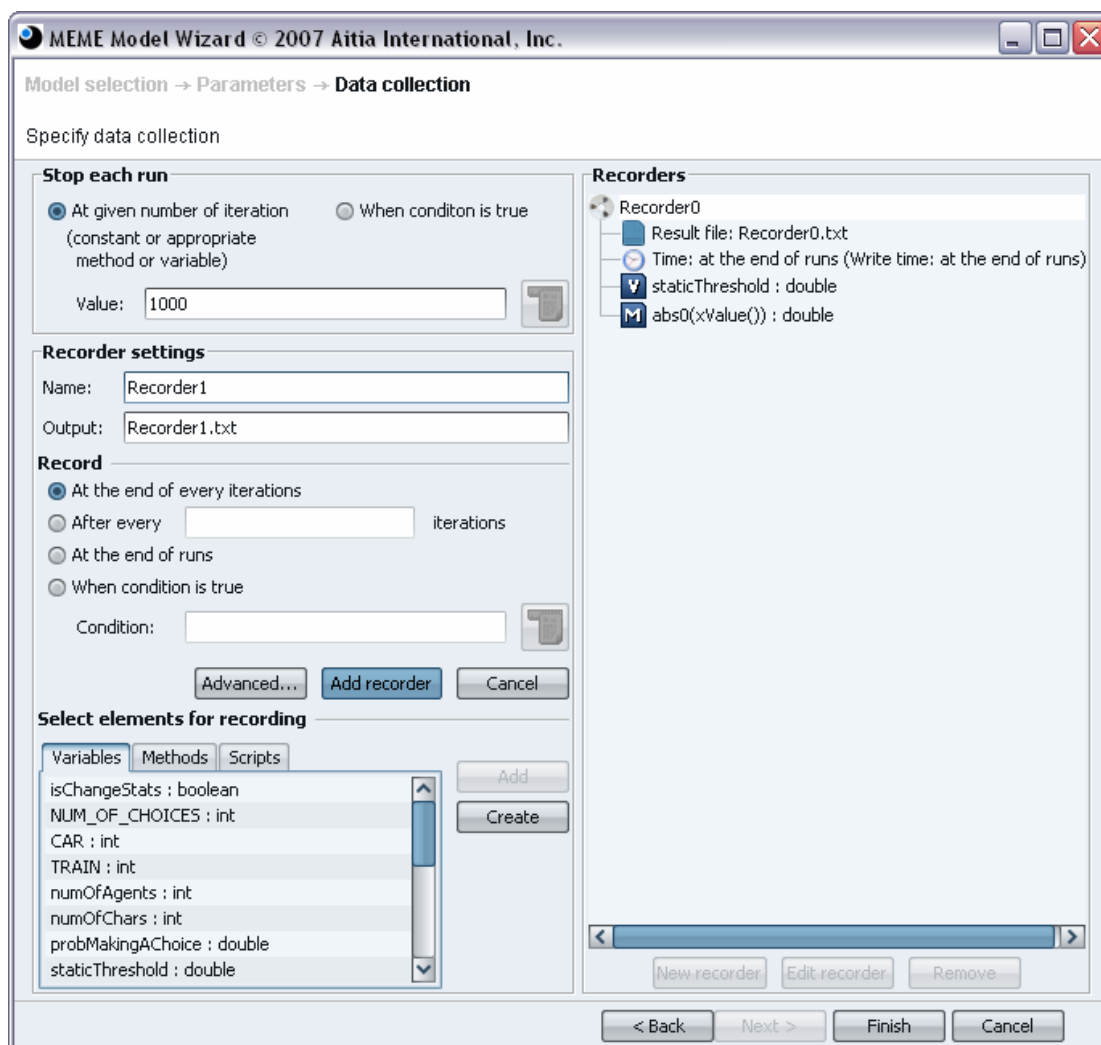 MEME Model Wizard © 2007 Aitia International, Inc.
Model selection → Parameters → Data collection
Specify data collection
Stop each run
At given number of iteration
When conditon is true
(constant or appropriate
method or variable)
Value:
1000
Recorder settings
Name:
Recorder1
Output:
Recorder1.txt
Record
At the end of every iterations
After every
iterations
At the end of runs
When condition is true
Condition:
Advanced...
Add recorder
Cancel
Select elements for recording
Variables
Methods
Scripts
isChangeStats : boolean
NUM_OF_CHOICES : int
CAR : int
TRAIN : int
numOfAgents : int
numOfChars : int
probMakingAChoice : double
staticThreshold : double
Add
Create
Recorders
Recorder0
Result file: Recorder0.txt
Time: at the end of runs (Write time: at the end of runs)
V staticThreshold : double
M abs0(xValue()) : double
New recorder
Edit recorder
Remove
< Back
Next >
Finish
Cancel